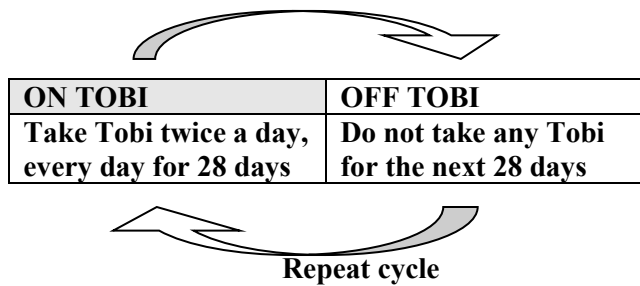 ON TOBI
OFF TOBI
Take Tobi twice a day,
every day for 28 days
Do not take any Tobi
for the next 28 days
Repeat cycle